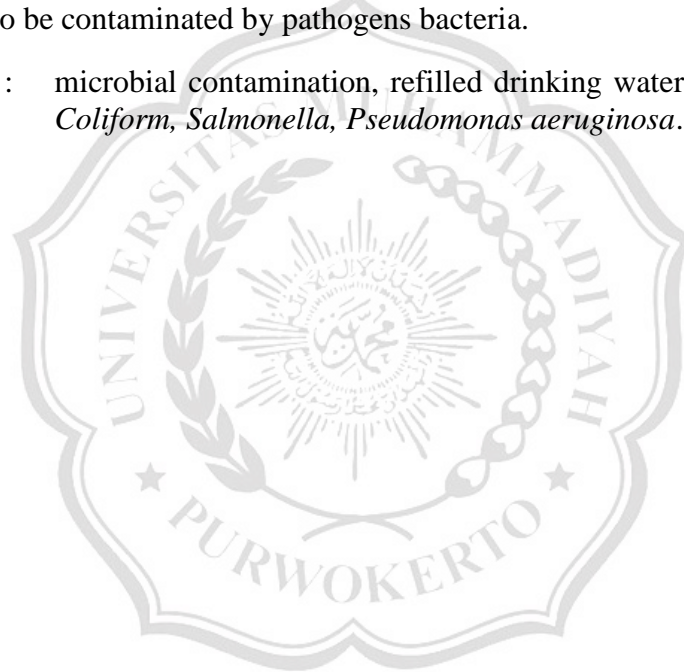 o be contaminated by pathogens bacteria.
: microbial contamination, refilled drinking water
Coliform, Salmonella, Pseudomonas aeruginosa.
UNIVERSITAS MUHAMMADIYAH
PURWOKERTO